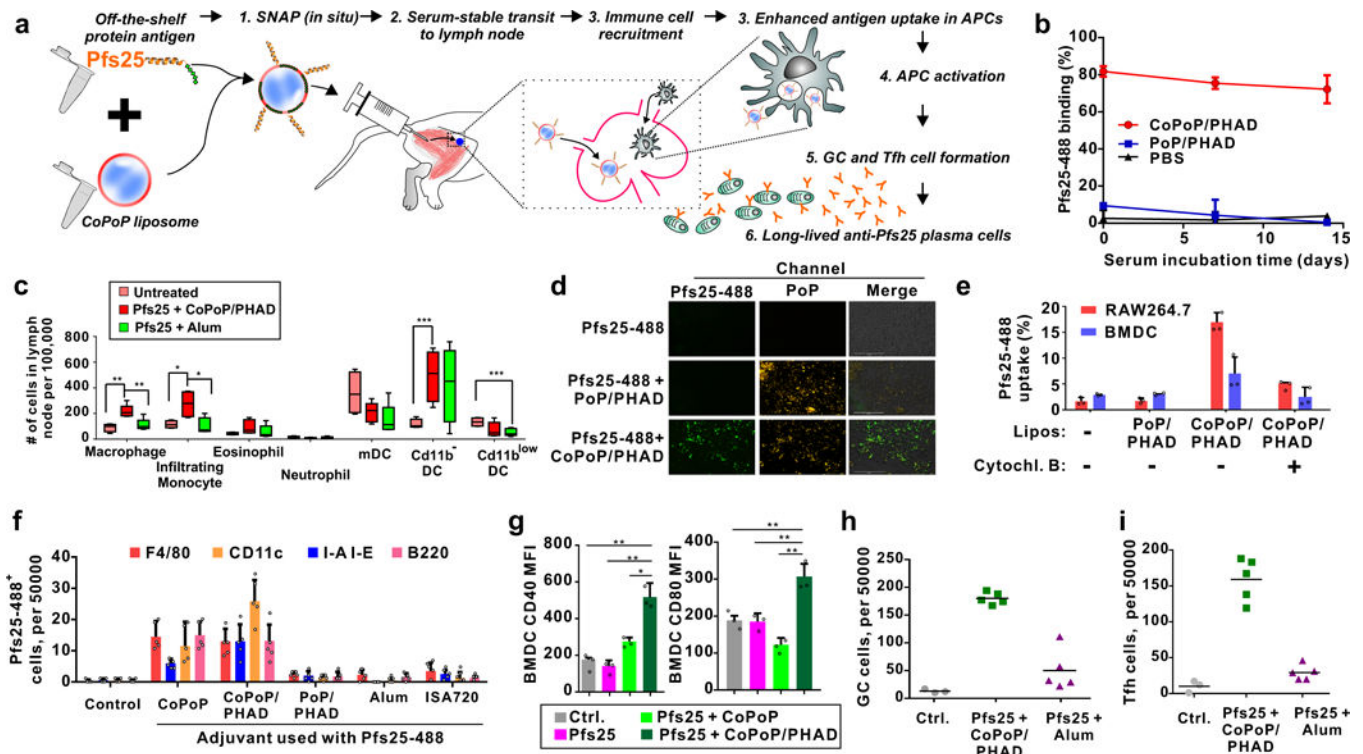 a
Off-the-shelf
protein antigen
Pfs25
CoPoP liposome
1. SNAP (in situ)
2. Serum-stable transit
to lymph node
3. Immune cell
recruitment
3. Enhanced antigen uptake in APCs
4. APC activation
5. GC and Tfh cell formation
6. Long-lived anti-Pfs25 plasma cells
b
Pfs25-488 binding (%)
100
80
60
40
20
0
CoPoP/PHAD
PoP/PHAD
PBS
0
5
10
15
Serum incubation time (days)
c
Untreated
Pfs25 + CoPoP/PHAD
Pfs25 + Alum
# of cells in lymph
node per 100,000
1000
800
600
400
200
0
**
**
*
*
***
***
Macrophage
Infiltrating
Monocyte
Eosinophil
Neutrophil
mDC
Cd11b-
DC
Cd11b low
DC
d
Channel
Pfs25-488
PoP
Merge
Pfs25-488
Pfs25-488 +
PoP/PHAD
Pfs25-488+
CoPoP/PHAD
e
Pfs25-488
uptake (%)
20
15
10
5
0
RAW264.7
BMDC
Lipos:
-
PoP/
PHAD
CoPoP/
PHAD
CoPoP/
PHAD
Cytochl. B:
-
-
-
+
f
F4/80
CD11c
I-A I-E
B220
Pfs25-488+
cells, per 50000
40
30
20
10
0
Control
CoPoP
CoPoP/
PHAD
PoP/
PHAD
Alum
ISA720
Adjuvant used with Pfs25-488
g
BMDC CD40 MFI
800
600
400
200
0
**
**
*
BMDC CD80 MFI
400
300
200
100
0
**
**
**
Ctrl.
Pfs25
Pfs25 + CoPoP
Pfs25 + CoPoP/PHAD
h
GC cells, per 50000
250
200
150
100
50
0
Ctrl.
Pfs25 +
CoPoP/
PHAD
Pfs25 +
Alum
i
Tfh cells, per 50000
200
150
100
50
0
Ctrl.
Pfs25 +
CoPoP/
PHAD
Pfs25 +
Alum